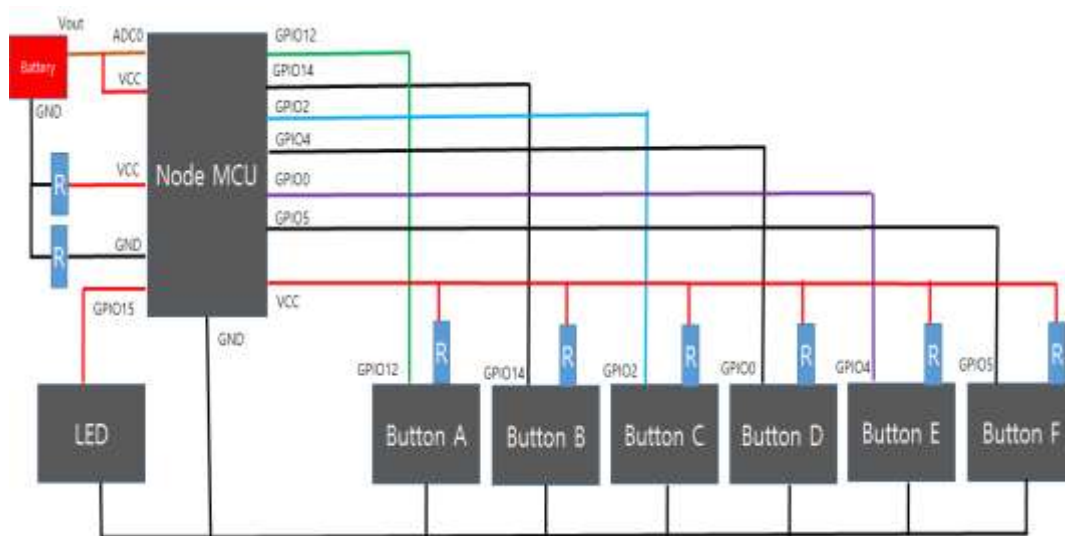 Vout
ADC0
GPIO12
Battery
VCC
GPIO14
GND
GPIO2
GPIO4
R
VCC
Node MCU
GPIO0
GPIO5
R
GND
GPIO15
VCC
GND
R
R
R
R
R
R
GPIO12
GPIO14
GPIO2
GPIO0
GPIO4
GPIO5
LED
Button A
Button B
Button C
Button D
Button E
Button F